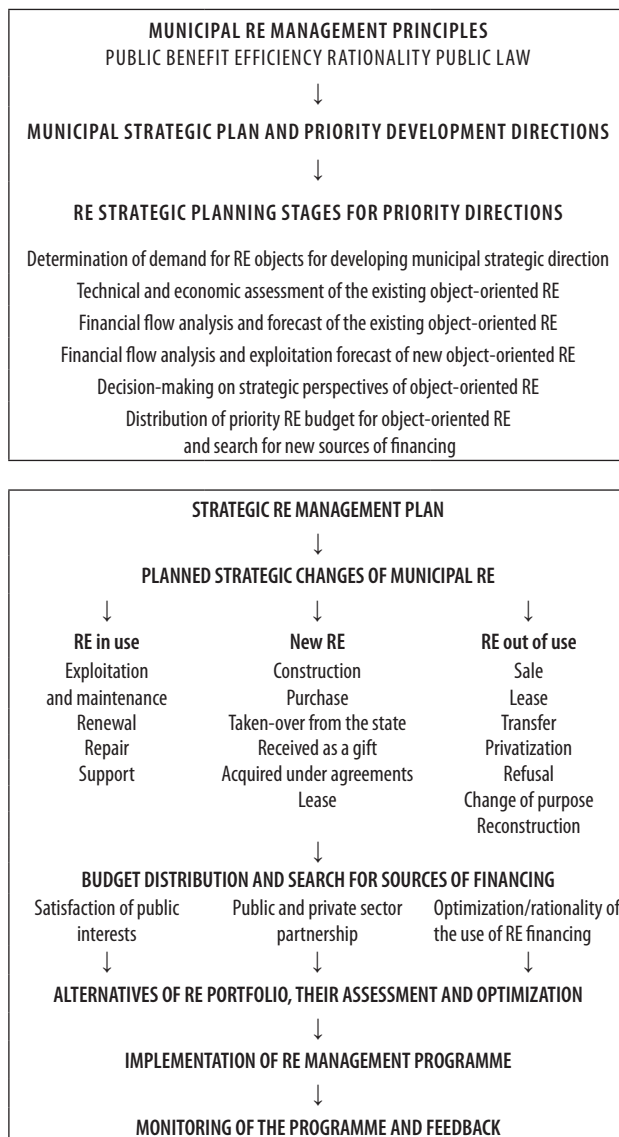 MUNICIPAL RE MANAGEMENT PRINCIPLES
PUBLIC BENEFIT EFFICIENCY RATIONALITY PUBLIC LAW
↓
MUNICIPAL STRATEGIC PLAN AND PRIORITY DEVELOPMENT DIRECTIONS
↓
RE STRATEGIC PLANNING STAGES FOR PRIORITY DIRECTIONS
Determination of demand for RE objects for developing municipal strategic direction
Technical and economic assessment of the existing object-oriented RE
Financial flow analysis and forecast of the existing object-oriented RE
Financial flow analysis and exploitation forecast of new object-oriented RE
Decision-making on strategic perspectives of object-oriented RE
Distribution of priority RE budget for object-oriented RE
and search for new sources of financing
STRATEGIC RE MANAGEMENT PLAN
↓
PLANNED STRATEGIC CHANGES OF MUNICIPAL RE
↓ ↓ ↓
RE in use
Exploitation
and maintenance
Renewal
Repair
Support
New RE
Construction
Purchase
Taken-over from the state
Received as a gift
Acquired under agreements
Lease
RE out of use
Sale
Lease
Transfer
Privatization
Refusal
Change of purpose
Reconstruction
↓
BUDGET DISTRIBUTION AND SEARCH FOR SOURCES OF FINANCING
Satisfaction of public
interests
Public and private sector
partnership
Optimization/rationality of
the use of RE financing
↓ ↓ ↓
ALTERNATIVES OF RE PORTFOLIO, THEIR ASSESSMENT AND OPTIMIZATION
↓
IMPLEMENTATION OF RE MANAGEMENT PROGRAMME
↓
MONITORING OF THE PROGRAMME AND FEEDBACK